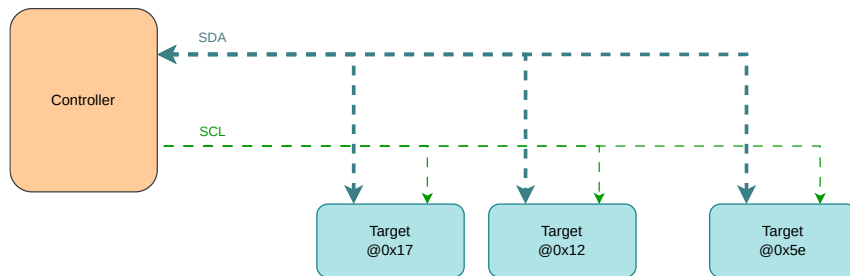 SDA
Controller
SCL
Target
@0x17
Target
@0x12
Target
@0x5e